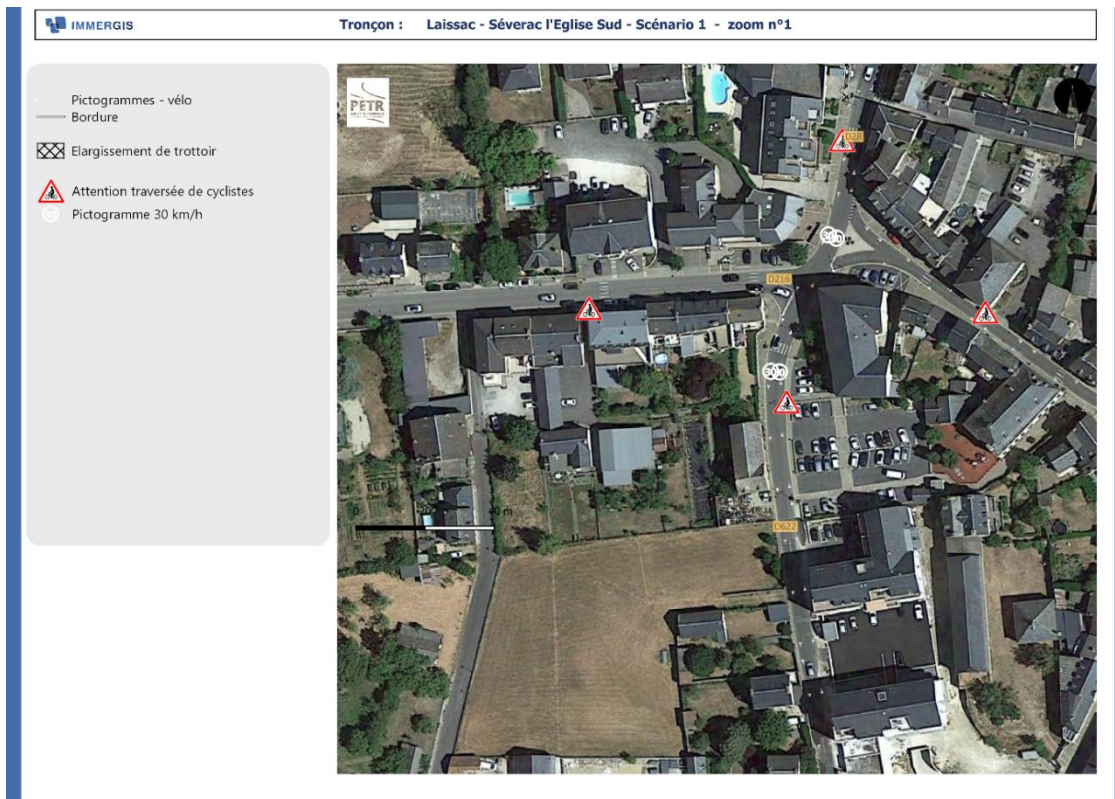 IMMERGIS
Tronçon : Laissac - Séverac l'Eglise Sud - Scénario 1 - zoom n°1
Pictogrammes - vélo
Bordure
Elargissement de trottoir
Attention traversée de cyclistes
Pictogramme 30 km/h
PETR
D28
D216
D622
0